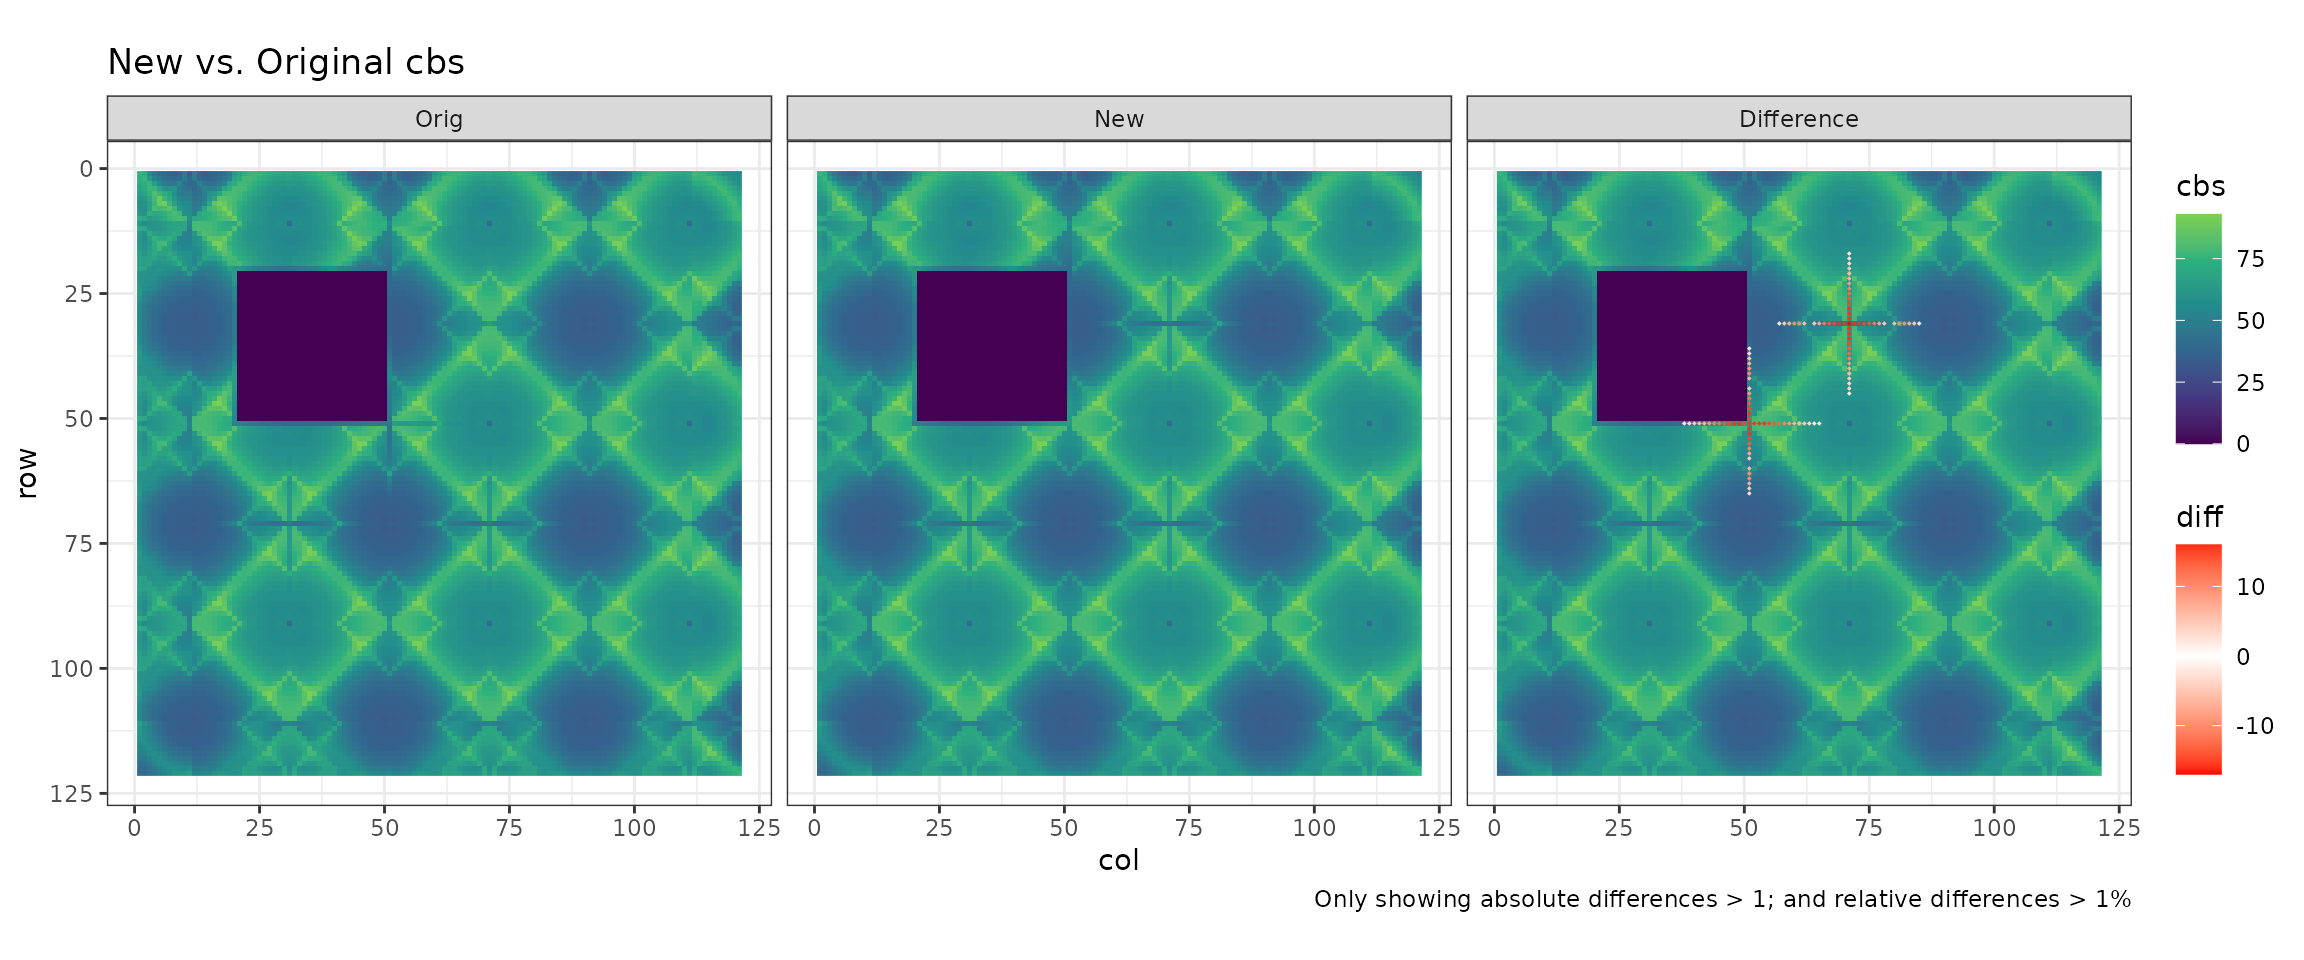 New vs. Original cbs
Orig
New
Difference
0
25
50
75
100
125
row
0 25 50 75 100 125
0 25 50 75 100 125
0 25 50 75 100 125
col
cbs
75
50
25
0
diff
10
0
-10
Only showing absolute differences > 1; and relative differences > 1%